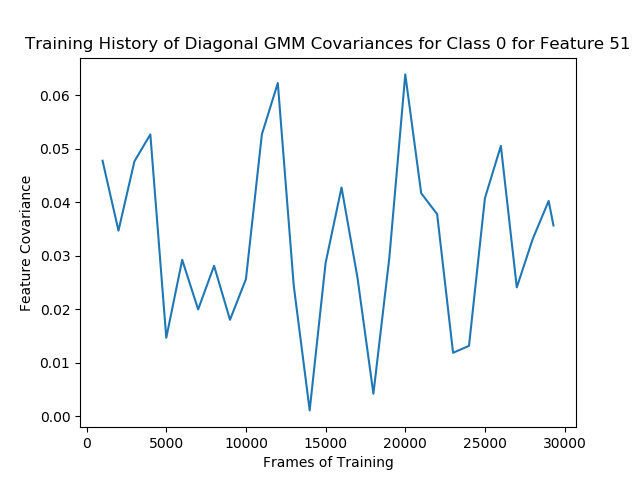 Training History of Diagonal GMM Covariances for Class 0 for Feature 51
0.06
0.05
0.04
0.03
0.02
0.01
0.00
Feature Covariance
0 5000 10000 15000 20000 25000 30000
Frames of Training